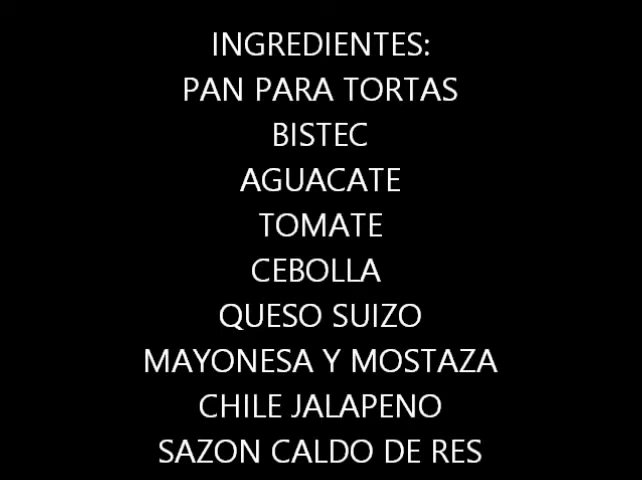 INGREDIENTES:
PAN PARA TORTAS
BISTEC
AGUACATE
TOMATE
CEBOLLA
QUESO SUIZO
MAYONESA Y MOSTAZA
CHILE JALAPENO
SAZON CALDO DE RES